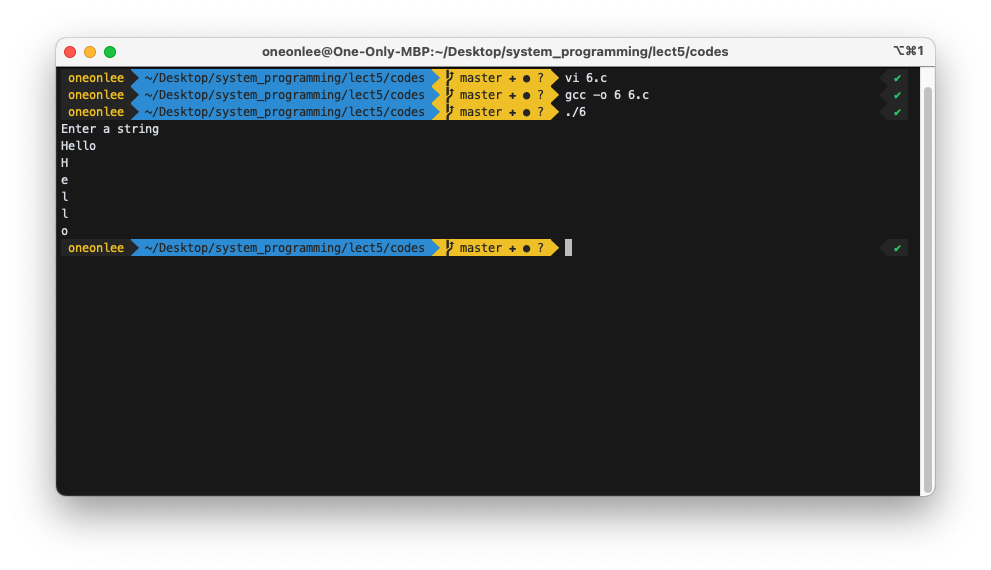 oneonlee@One-Only-MBP:~/Desktop/system_programming/lect5/codes ⌥⌘1
oneonlee ~/Desktop/system_programming/lect5/codes master ✚ ● ? vi 6.c ✔
oneonlee ~/Desktop/system_programming/lect5/codes master ✚ ● ? gcc -o 6 6.c ✔
oneonlee ~/Desktop/system_programming/lect5/codes master ✚ ● ? ./6 ✔
Enter a string
Hello
H
e
l
l
o
oneonlee ~/Desktop/system_programming/lect5/codes master ✚ ● ? ✔